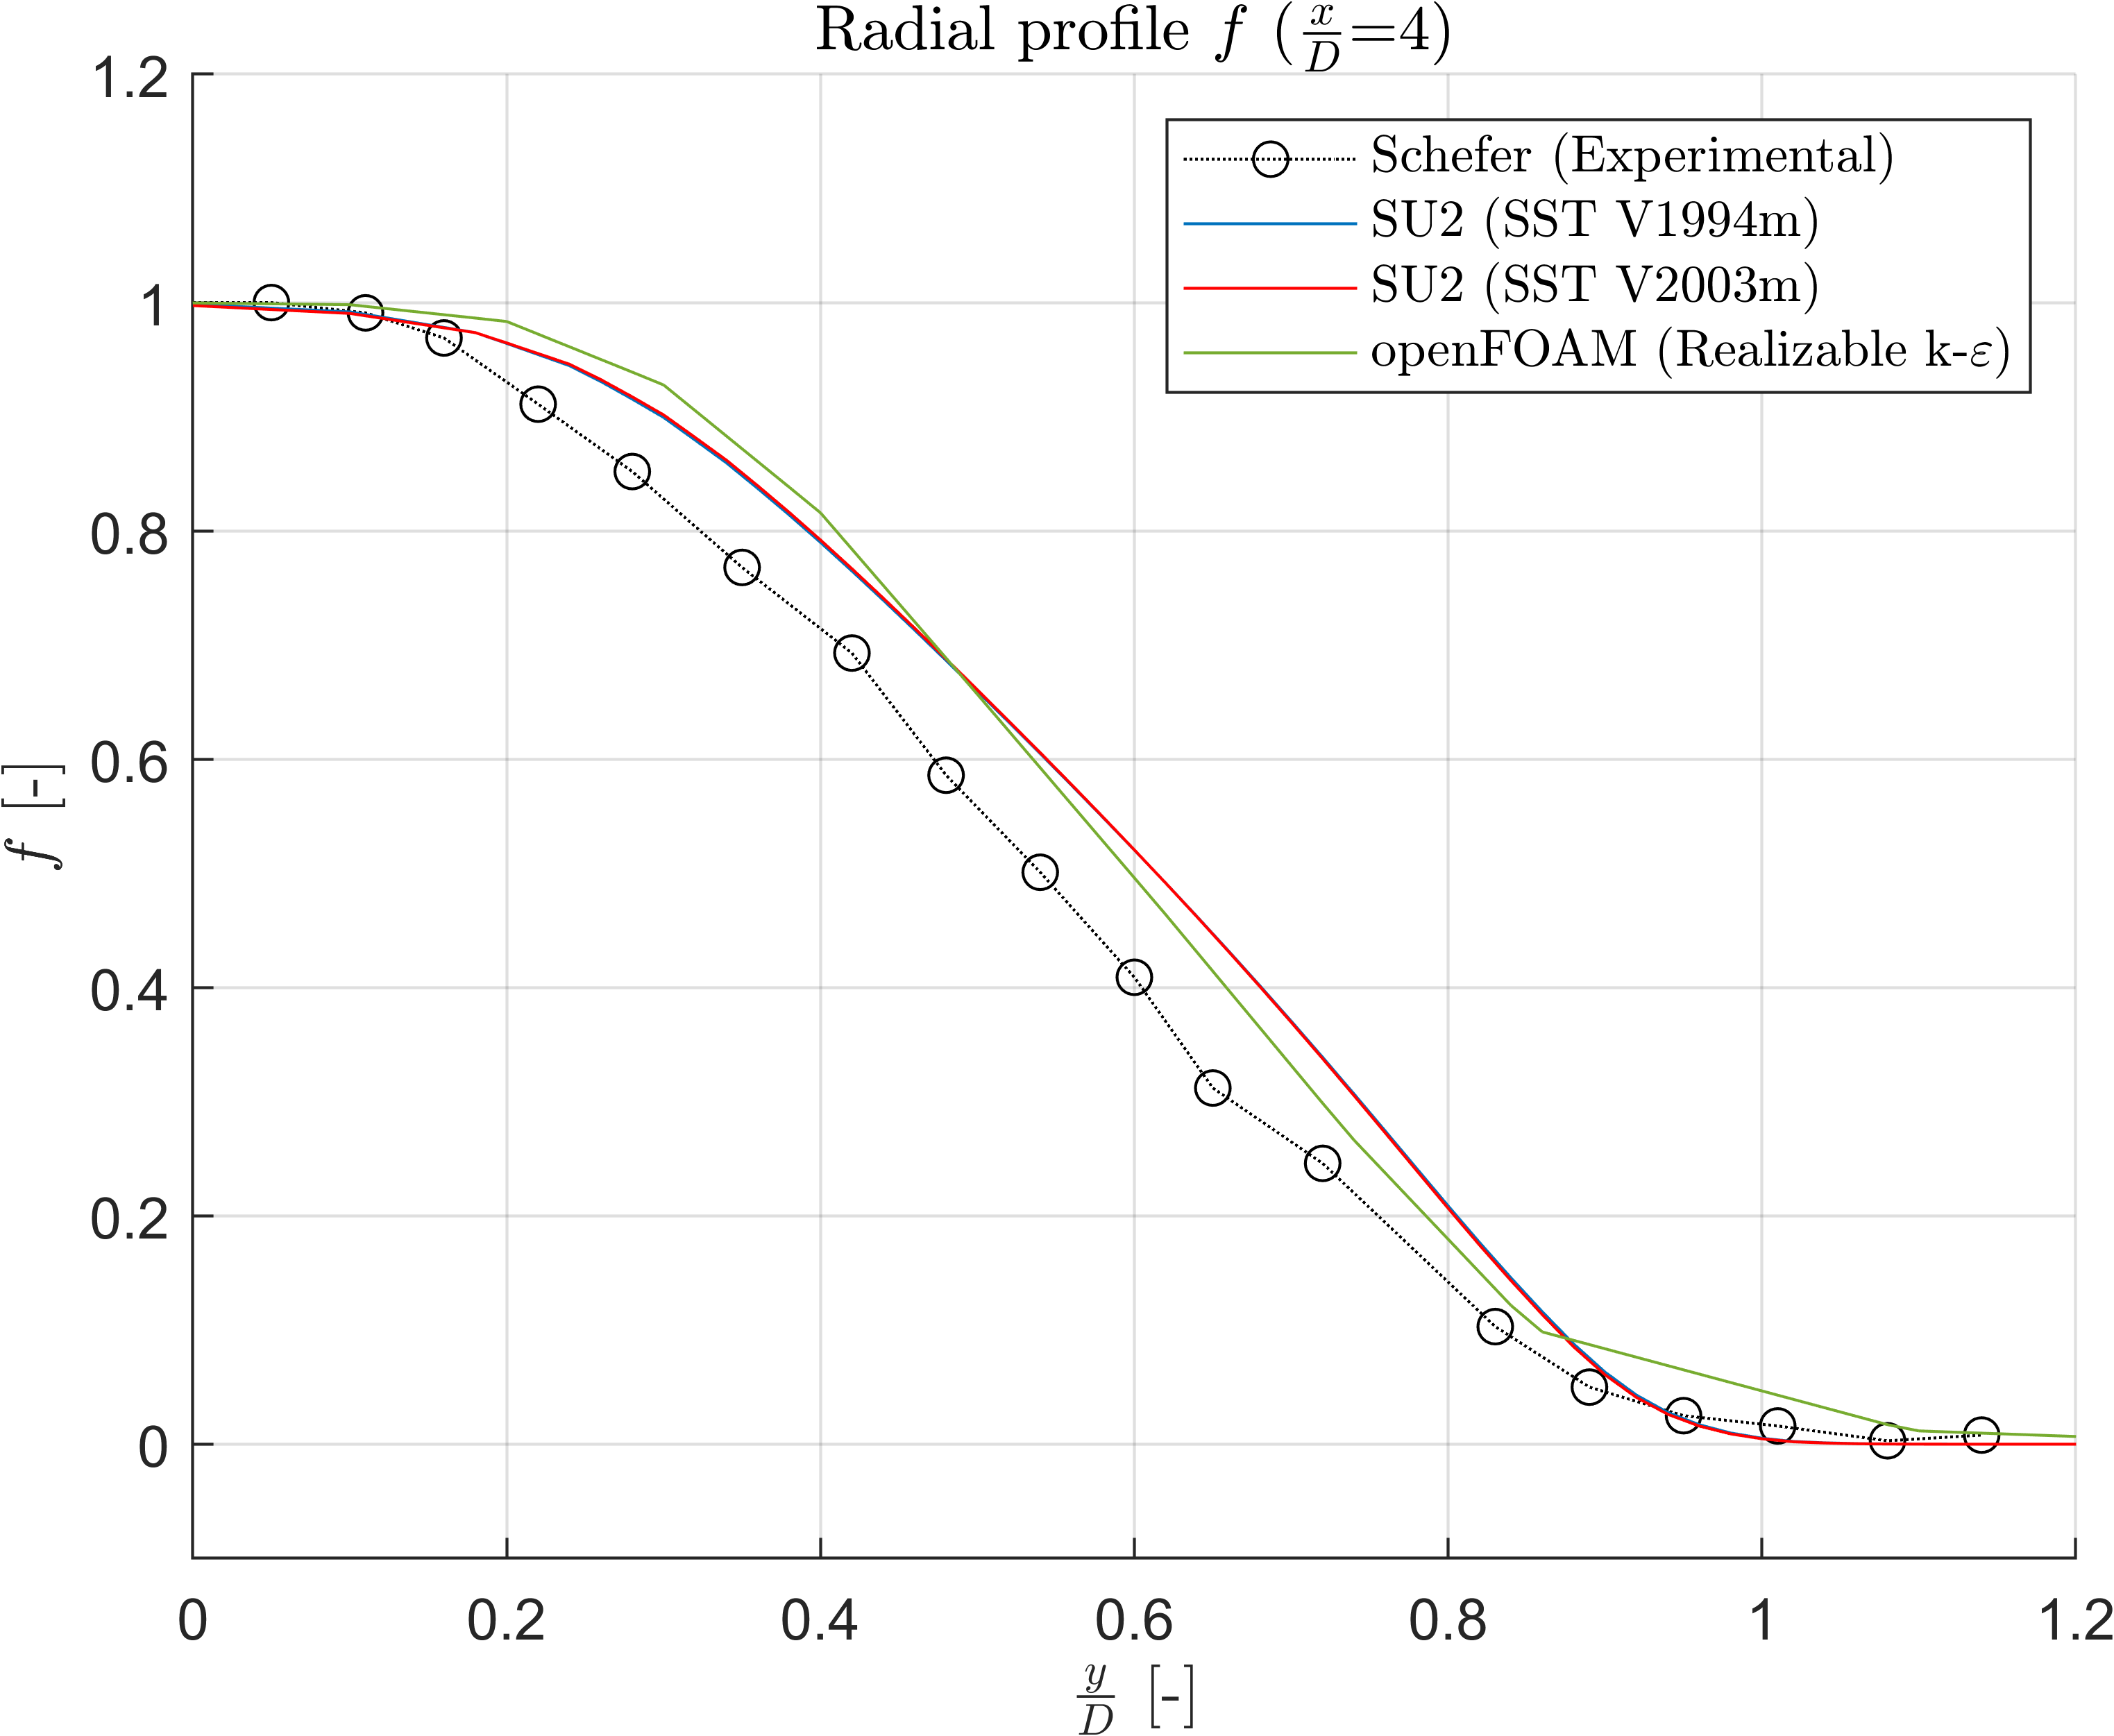 Radial profile f (x/D=4)
1.2
1
0.8
0.6
0.4
0.2
0
f [-]
Schefer (Experimental)
SU2 (SST V1994m)
SU2 (SST V2003m)
openFOAM (Realizable k-ε)
0 0.2 0.4 0.6 0.8 1 1.2
y/D [-]